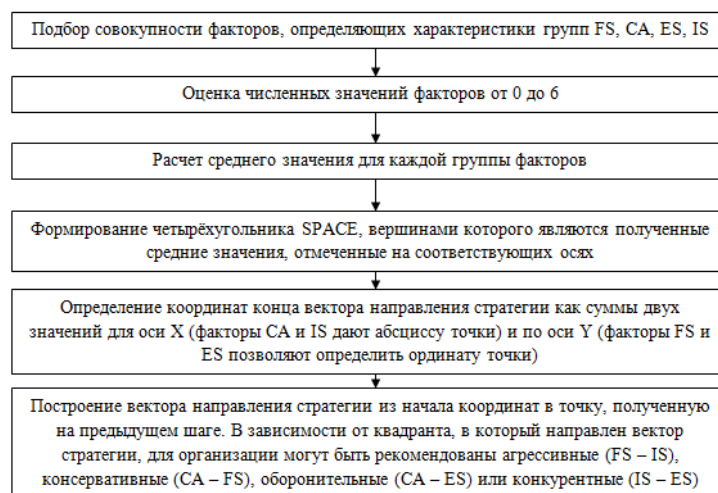 Подбор совокупности факторов, определяющих характеристики групп FS, CA, ES, IS
Оценка численных значений факторов от 0 до 6
Расчет среднего значения для каждой группы факторов
Формирование четырёхугольника SPACE, вершинами которого являются полученные
средние значения, отмеченные на соответствующих осях
Определение координат конца вектора направления стратегии как суммы двух
значений для оси X (факторы CA и IS дают абсциссу точки) и по оси Y (факторы FS и
ES позволяют определить ординату точки)
Построение вектора направления стратегии из начала координат в точку, полученную
на предыдущем шаге. В зависимости от квадранта, в который направлен вектор
стратегии, для организации могут быть рекомендованы агрессивные (FS – IS),
консервативные (CA – FS), оборонительные (CA – ES) или конкурентные (IS – ES)